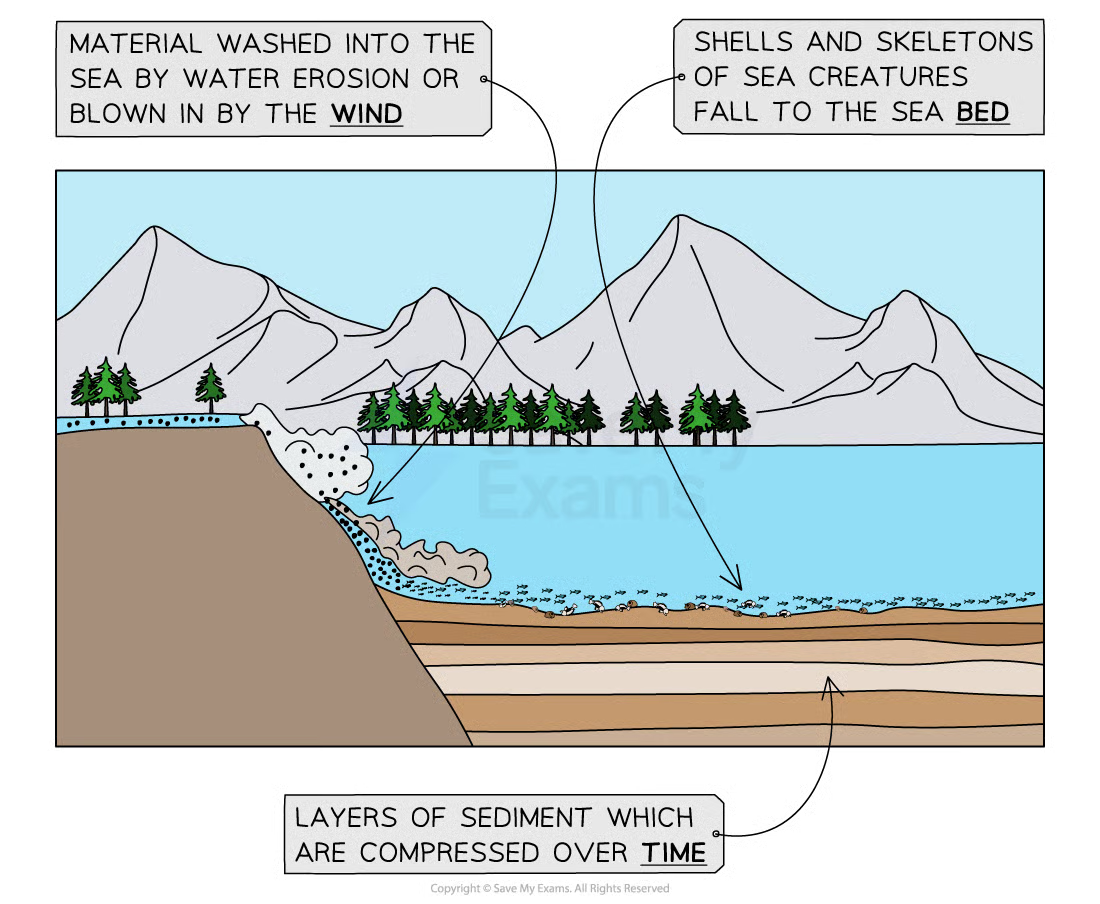 MATERIAL WASHED INTO THE
SEA BY WATER EROSION OR
BLOWN IN BY THE WIND
SHELLS AND SKELETONS
OF SEA CREATURES
FALL TO THE SEA BED
Exams
LAYERS OF SEDIMENT WHICH
ARE COMPRESSED OVER TIME
Copyright © Save My Exams. All Rights Reserved